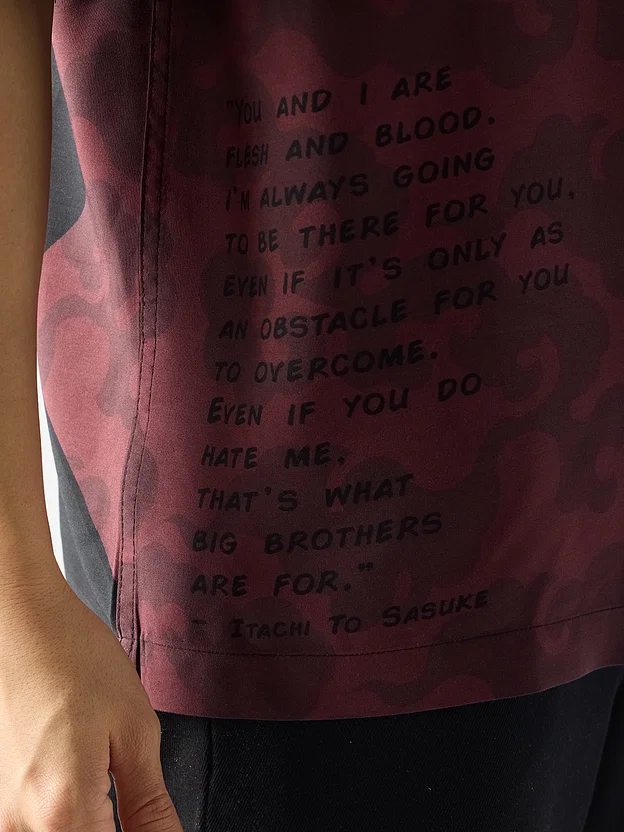 "YOU AND I ARE
FLESH AND BLOOD.
I'M ALWAYS GOING
TO BE THERE FOR YOU.
EVEN IF IT'S ONLY AS
AN OBSTACLE FOR YOU
TO OVERCOME.
EVEN IF YOU DO
HATE ME.
THAT'S WHAT
BIG BROTHERS
ARE FOR."
- ITACHI TO SASUKE